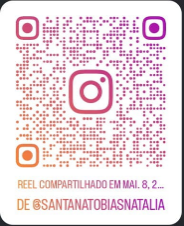 REEL COMPARTILHADO EM MAI. 8, 2...
DE @SANTANATOBIASNATALIA